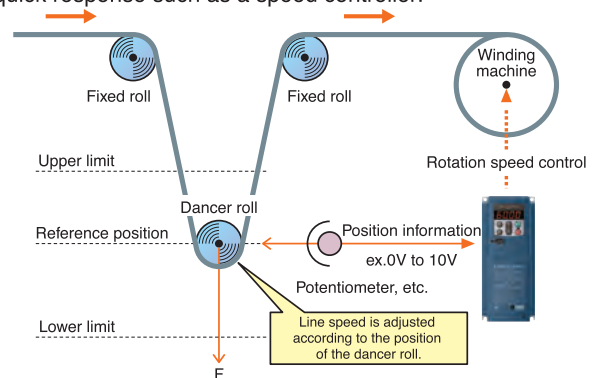 quick response such as a speed controller.
Fixed roll
Fixed roll
Winding
machine
Upper limit
Rotation speed control
Dancer roll
Reference position
Position information
ex.0V to 10V
Potentiometer, etc.
Line speed is adjusted
according to the position
of the dancer roll.
Lower limit
F